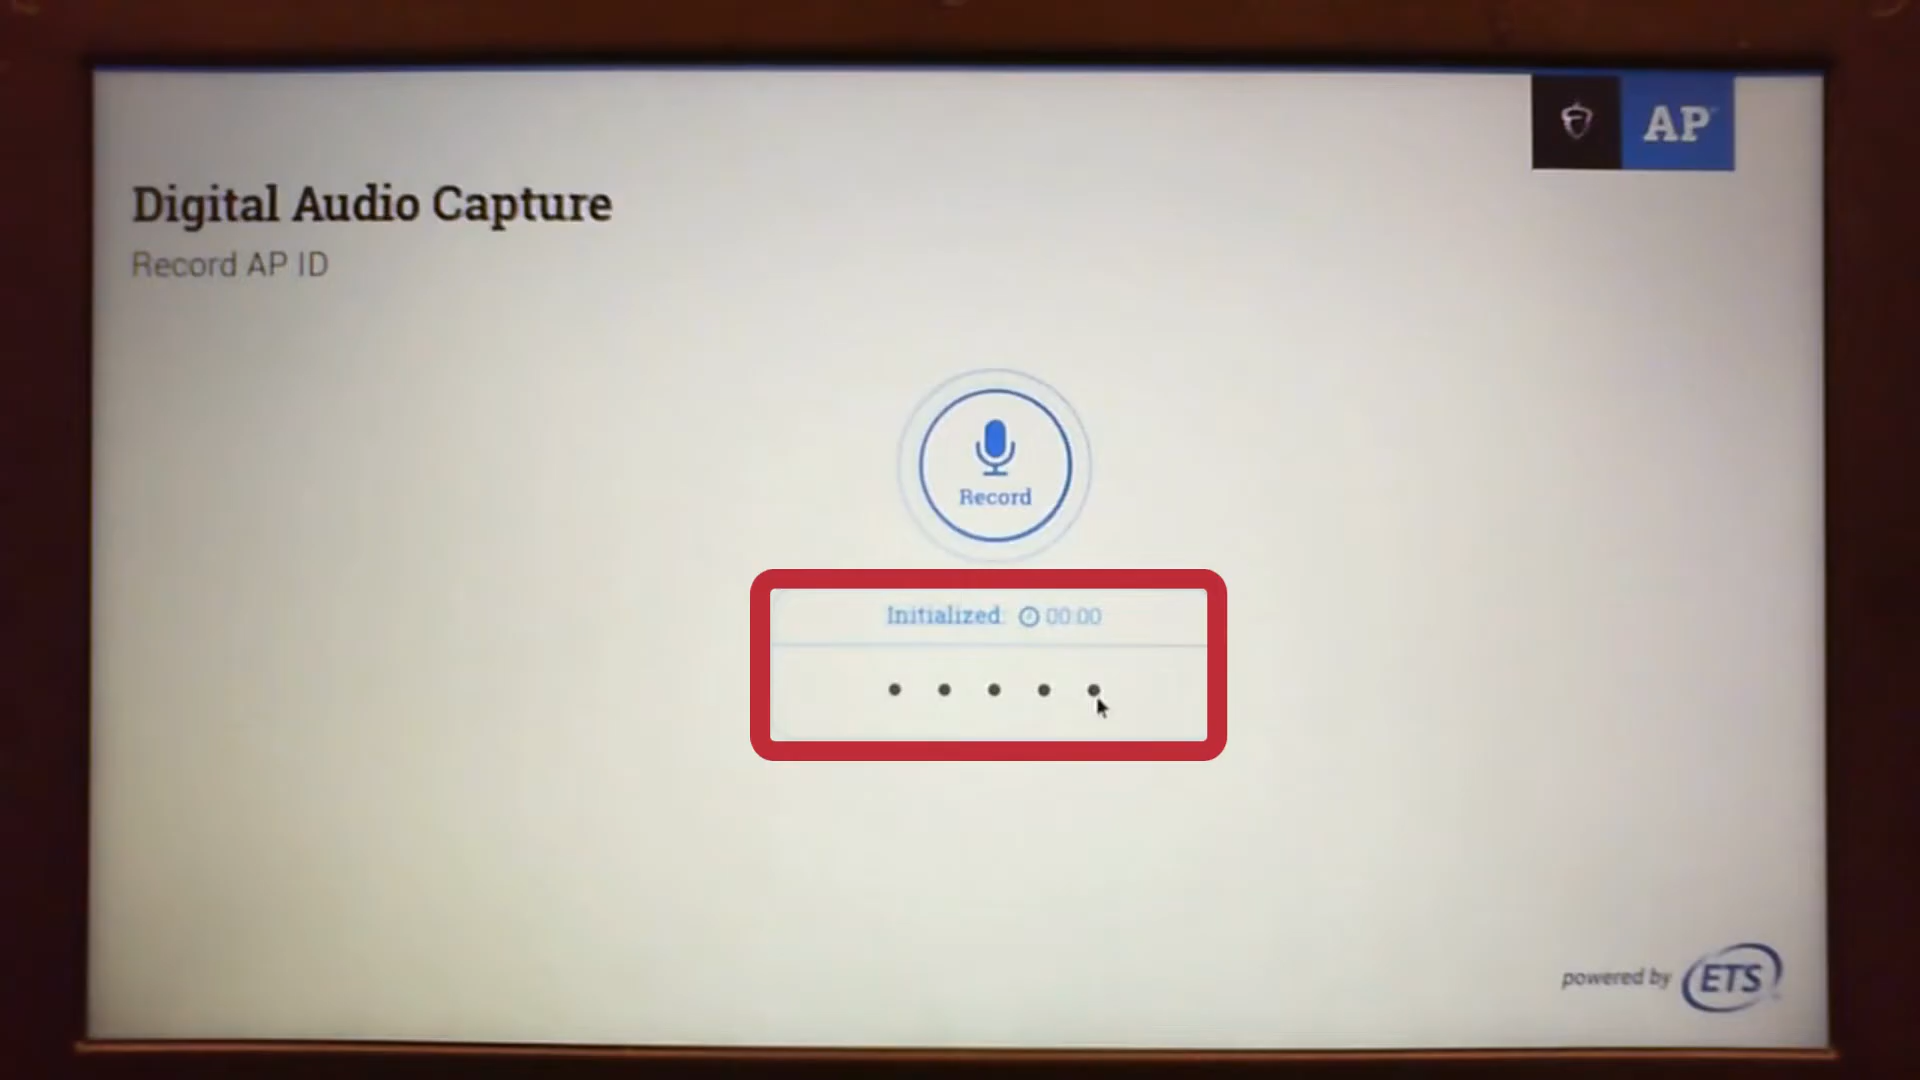 AP
Digital Audio Capture
Record AP ID
Record
Initialized: 00:00
powered by ETS